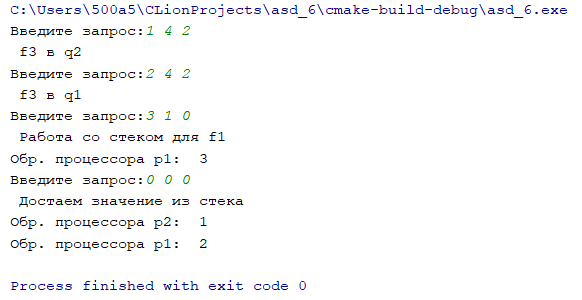 C:\Users\500a5\CLionProjects\asd_6\cmake-build-debug\asd_6.exe
Введите запрос:1 4 2
f3 в q2
Введите запрос:2 4 2
f3 в q1
Введите запрос:3 1 0
Работа со стеком для f1
Обр. процессора p1:  3
Введите запрос:0 0 0
Достаем значение из стека
Обр. процессора p2:  1
Обр. процессора p1:  2
Process finished with exit code 0